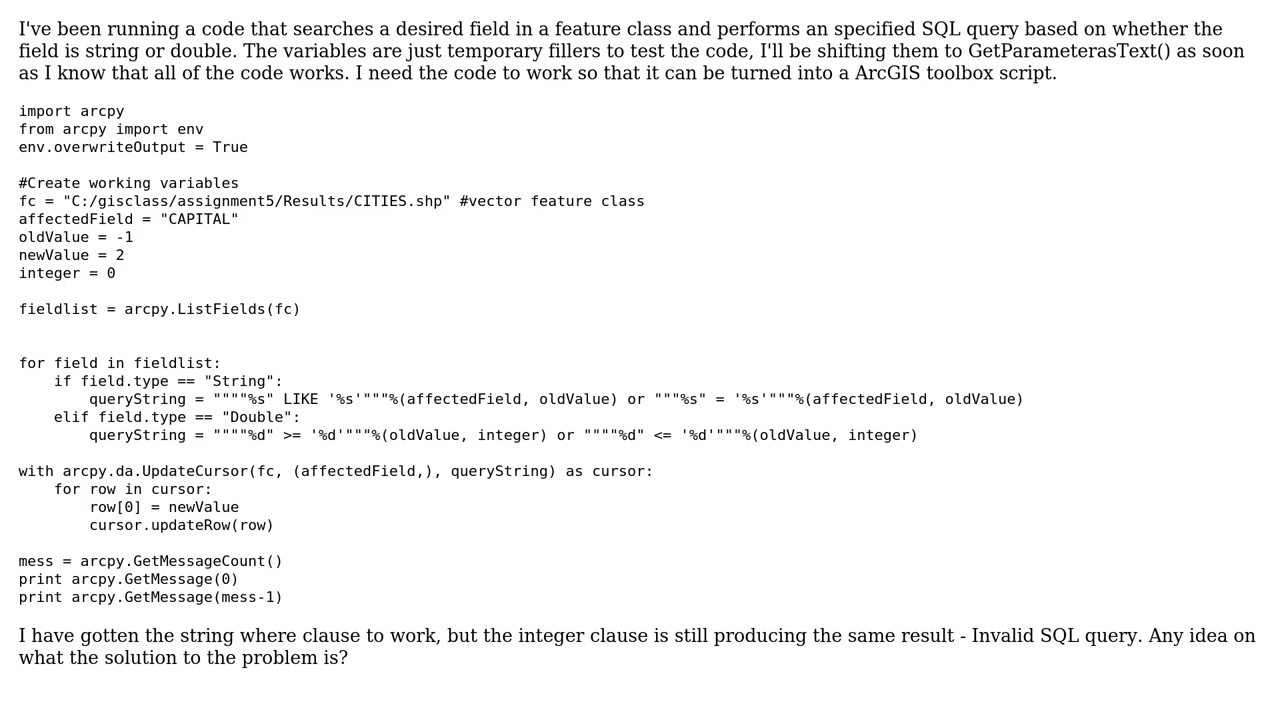 I've been running a code that searches a desired field in a feature class and performs an specified SQL query based on whether the
field is string or double. The variables are just temporary fillers to test the code, I'll be shifting them to GetParameterasText() as soon
as I know that all of the code works. I need the code to work so that it can be turned into a ArcGIS toolbox script.
import arcpy
from arcpy import env
env.overwriteOutput = True
#Create working variables
fc = "C:/gisclass/assignment5/Results/CITIES.shp" #vector feature class
affectedField = "CAPITAL"
oldValue = -1
newValue = 2
integer = 0
fieldlist = arcpy.ListFields(fc)
for field in fieldlist:
    if field.type == "String":
        queryString = """"%s" LIKE '%s'"""%(affectedField, oldValue) or """%s" = '%s'"""%(affectedField, oldValue)
    elif field.type == "Double":
        queryString = """"%d" >= '%d'"""%(oldValue, integer) or """"%d" <= '%d'"""%(oldValue, integer)
with arcpy.da.UpdateCursor(fc, (affectedField,), queryString) as cursor:
    for row in cursor:
        row[0] = newValue
        cursor.updateRow(row)
mess = arcpy.GetMessageCount()
print arcpy.GetMessage(0)
print arcpy.GetMessage(mess-1)
I have gotten the string where clause to work, but the integer clause is still producing the same result - Invalid SQL query. Any idea on
what the solution to the problem is?